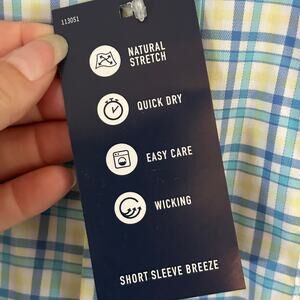 113051
NATURAL
STRETCH
QUICK DRY
EASY CARE
WICKING
SHORT SLEEVE BREEZE